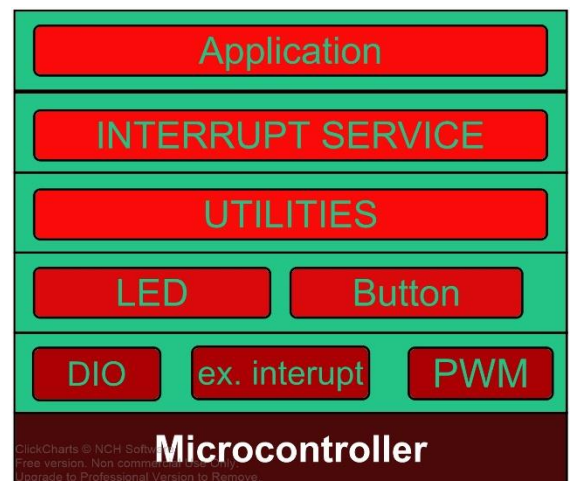 Application
INTERRUPT SERVICE
UTILITIES
LED Button
DIO ex. interupt PWM
Microcontroller
ClickCharts © NCH Softw
Free version. Non commercial Use Only.
Upgrade to Professional Version to Remove